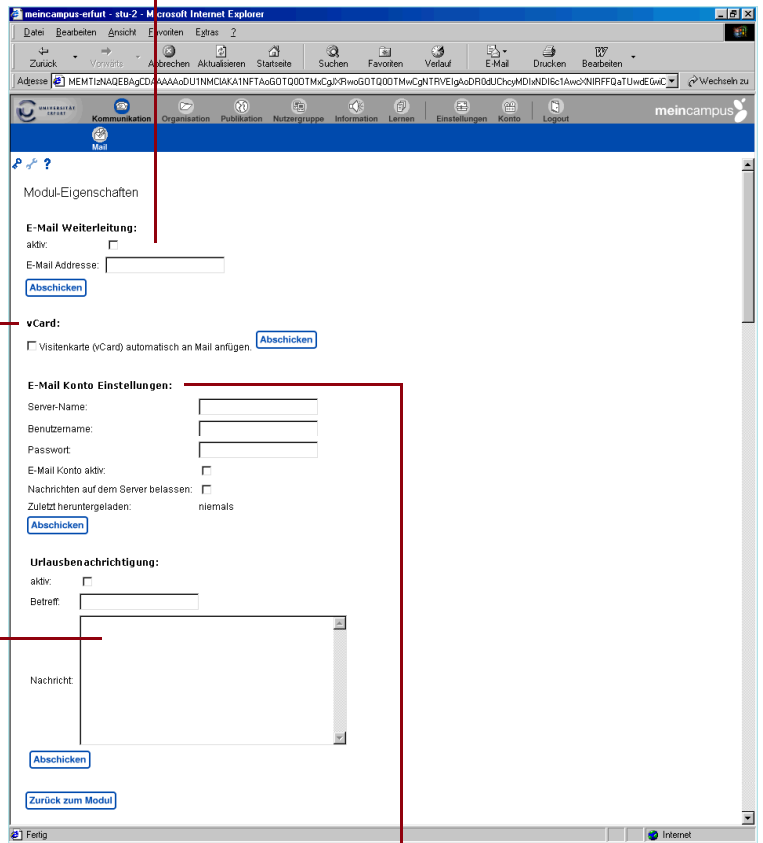 meincampus-erfurt - stu-2 - Microsoft Internet Explorer
Datei Bearbeiten Ansicht Favoriten Extras ?
Zurück Vorwärts Abbrechen Aktualisieren Startseite Suchen Favoriten Verlauf E-Mail Drucken Bearbeiten
Adresse Wechseln zu
UNIVERSITÄT ERFURT
Kommunikation Organisation Publikation Nutzergruppe Information Lernen Einstellungen Konto Logout meincampus
Mail
?
Modul-Eigenschaften
E-Mail Weiterleitung:
aktiv:
E-Mail Addresse:
Abschicken
vCard:
Visitenkarte (vCard) automatisch an Mail anfügen. Abschicken
E-Mail Konto Einstellungen:
Server-Name:
Benutzername:
Passwort:
E-Mail Konto aktiv:
Nachrichten auf dem Server belassen:
Zuletzt heruntergeladen: niemals
Abschicken
Urlausbenachrichtigung:
aktiv:
Betreff:
Nachricht:
Abschicken
Zurück zum Modul
Fertig Internet